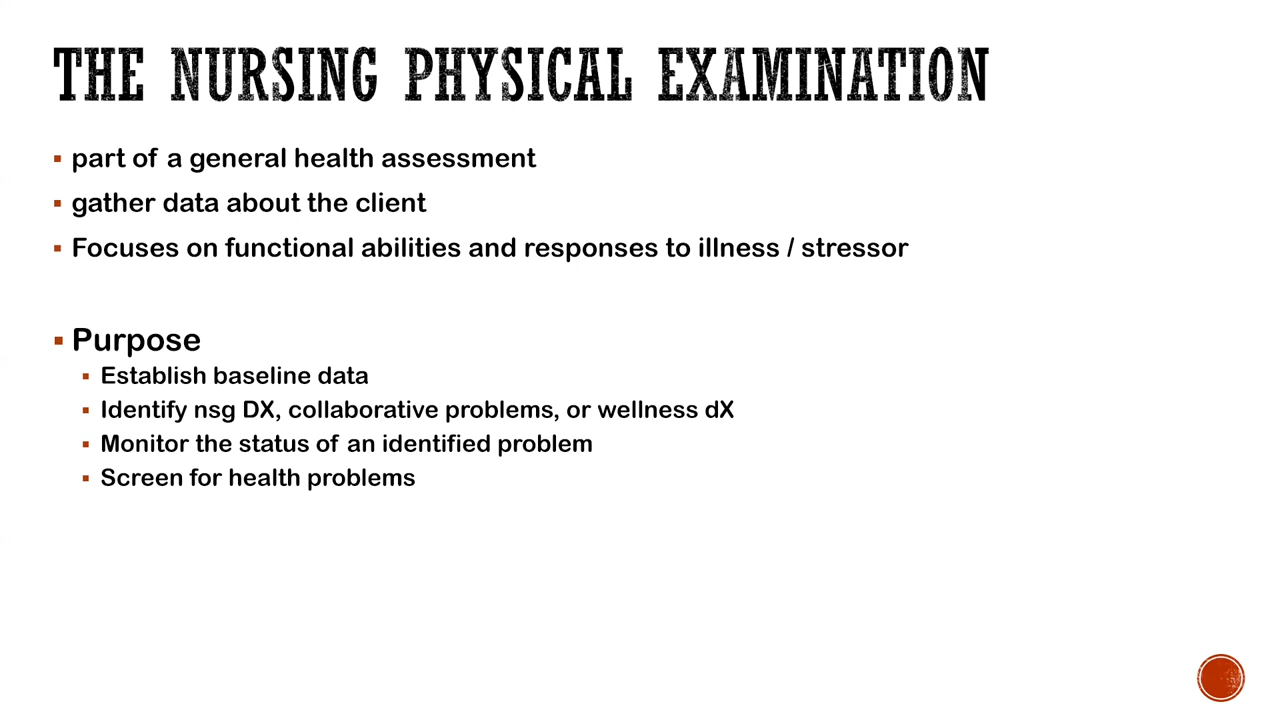 THE NURSING PHYSICAL EXAMINATION
part of a general health assessment
gather data about the client
Focuses on functional abilities and responses to illness / stressor
Purpose
Establish baseline data
Identify nsg DX, collaborative problems, or wellness dX
Monitor the status of an identified problem
Screen for health problems